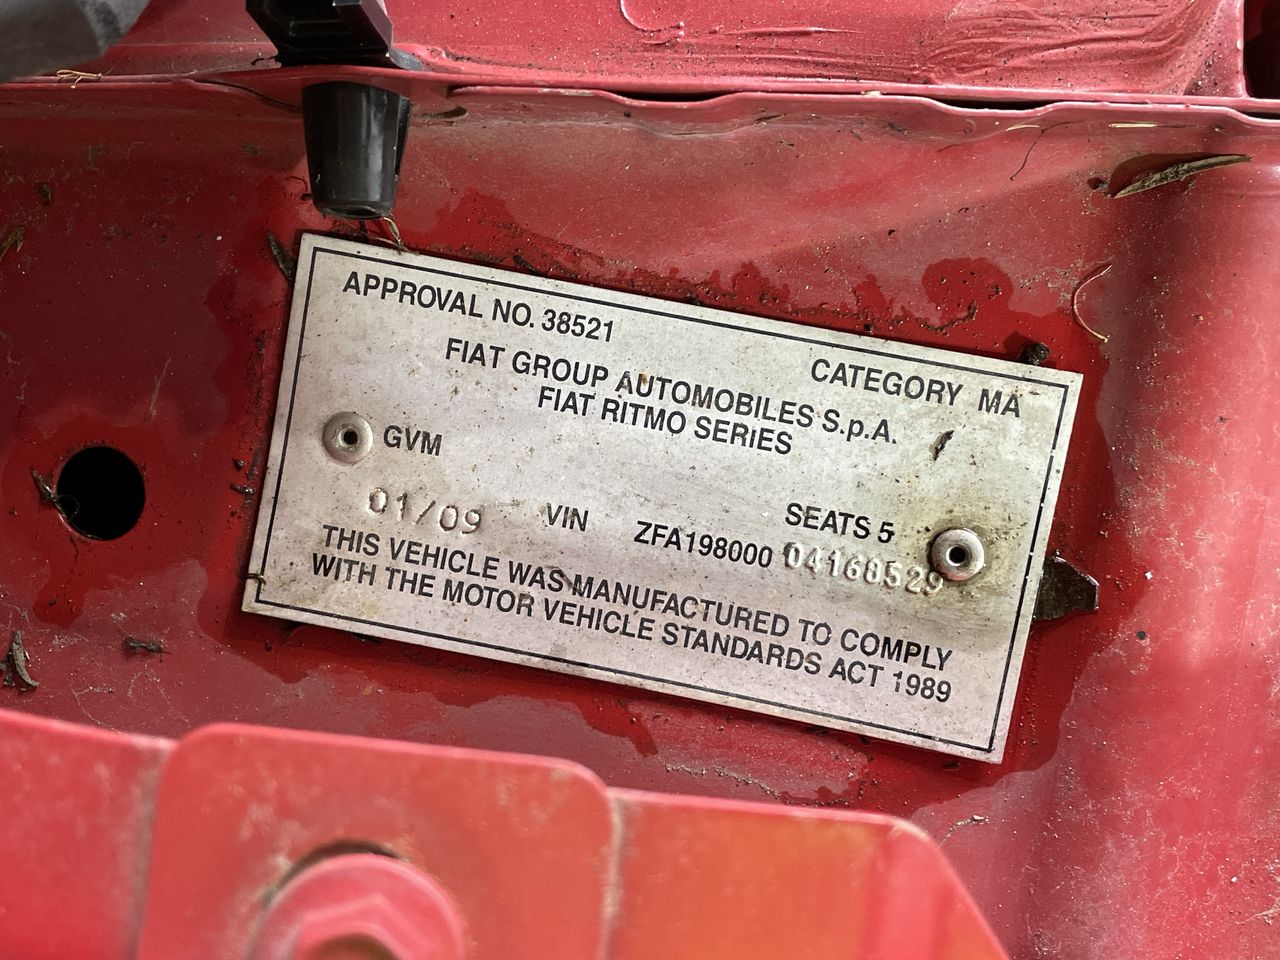 APPROVAL NO. 38521
CATEGORY MA
FIAT GROUP AUTOMOBILES S.p.A.
FIAT RITMO SERIES
GVM
SEATS 5
01/09 VIN ZFA198000 04168529
THIS VEHICLE WAS MANUFACTURED TO COMPLY
WITH THE MOTOR VEHICLE STANDARDS ACT 1989